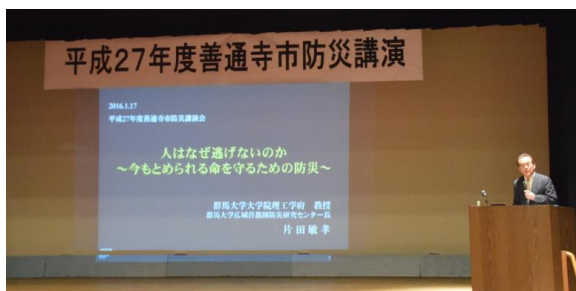 平成27年度善通寺市防災講演
2016.1.17
平成27年度善通寺市防災講演会
人はなぜ逃げないのか
～今もとめられる命を守るための防災～
群馬大学大学院理工学府 教授
群馬大学広域首都圏防災研究センター長
片田敏孝